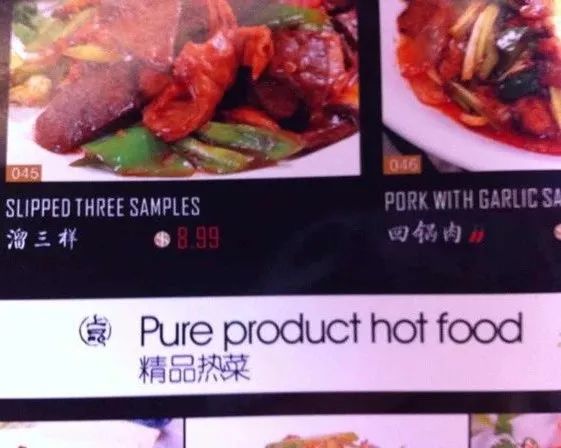 045
046
SLIPPED THREE SAMPLES
溜三样
$ 8.99
PORK WITH GARLIC SA
回锅肉
$
Pure product hot food
精品热菜